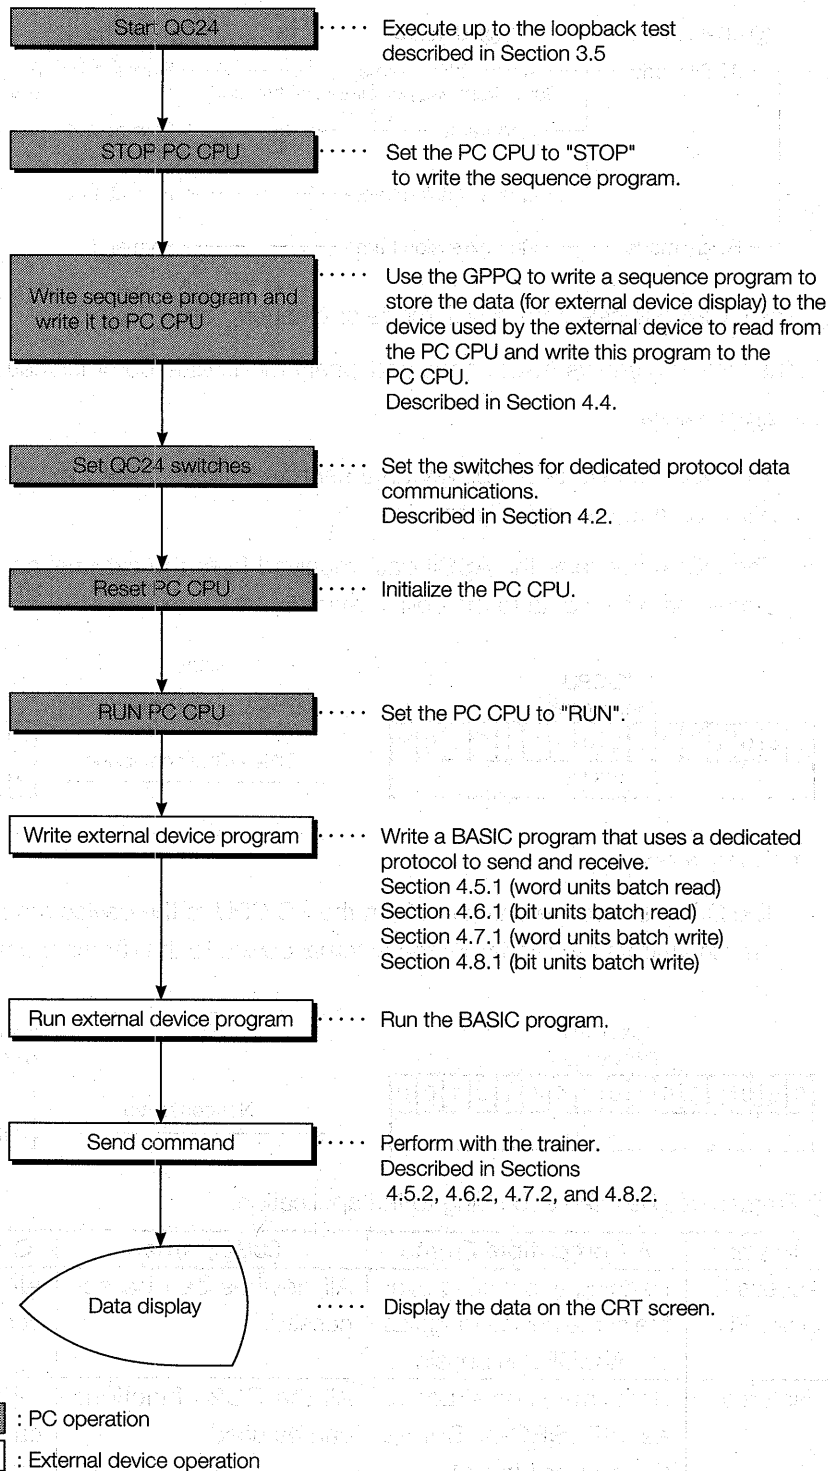 Start QC24 ····· Execute up to the loopback test
described in Section 3.5
STOP PC CPU ····· Set the PC CPU to "STOP"
to write the sequence program.
Write sequence program and
write it to PC CPU
····· Use the GPPQ to write a sequence program to
store the data (for external device display) to the
device used by the external device to read from
the PC CPU and write this program to the
PC CPU.
Described in Section 4.4.
Set QC24 switches ····· Set the switches for dedicated protocol data
communications.
Described in Section 4.2.
Reset PC CPU ····· Initialize the PC CPU.
RUN PC CPU ····· Set the PC CPU to "RUN".
Write external device program ····· Write a BASIC program that uses a dedicated
protocol to send and receive.
Section 4.5.1 (word units batch read)
Section 4.6.1 (bit units batch read)
Section 4.7.1 (word units batch write)
Section 4.8.1 (bit units batch write)
Run external device program ····· Run the BASIC program.
Send command ····· Perform with the trainer.
Described in Sections
4.5.2, 4.6.2, 4.7.2, and 4.8.2.
Data display ····· Display the data on the CRT screen.
: PC operation
: External device operation